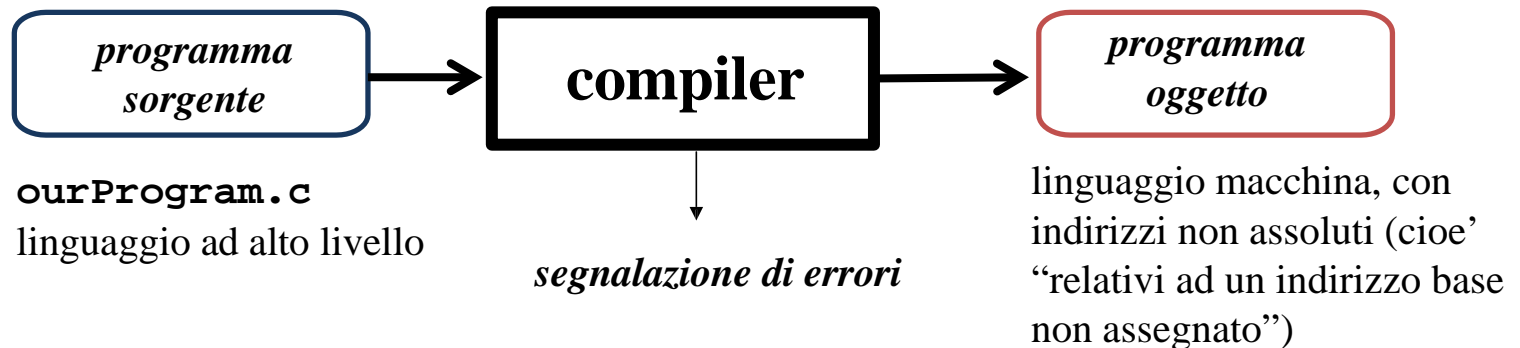 programma
sorgente
compiler
programma
oggetto
ourProgram.c
linguaggio ad alto livello
segnalazione di errori
linguaggio macchina, con
indirizzi non assoluti (cioe’
“relativi ad un indirizzo base
non assegnato”)